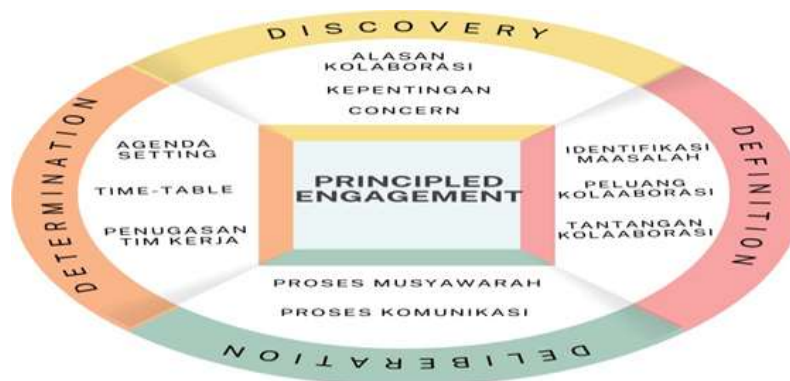 DISCOVERY
ALASAN
KOLABORASI
KEPENTINGAN
CONCERN
DETERMINATION
AGENDA
SETTING
TIME-TABLE
PENUGASAN
TIM KERJA
PRINCIPLED
ENGAGEMENT
IDENTIFIKASI
MAASALAH
PELUANG
KOLAABORASI
TANTANGAN
KOLAABORASI
DEFINITION
PROSES MUSYAWARAH
PROSES KOMUNIKASI
DELIBERATION